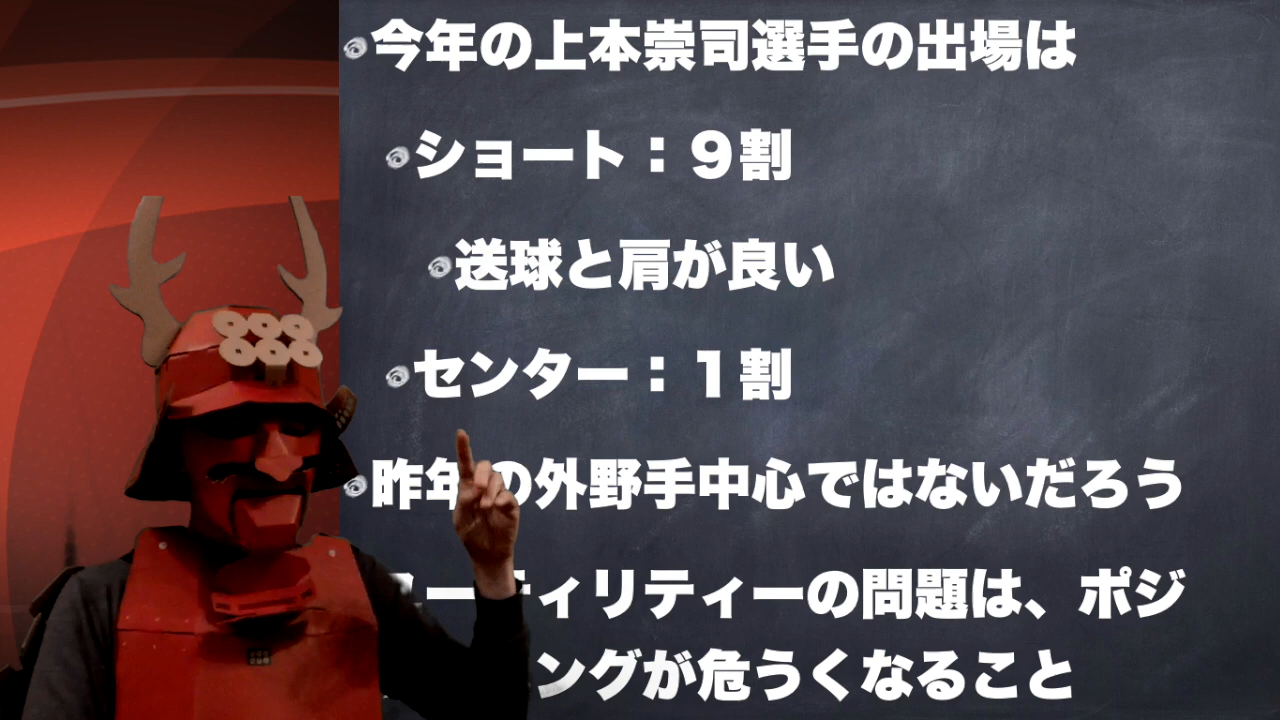 今年の上本崇司選手の出場は
ショート：９割
送球と肩が良い
センター：１割
昨年の外野手中心ではないだろう
ーティリティーの問題は、ポジ
ングが危うくなること